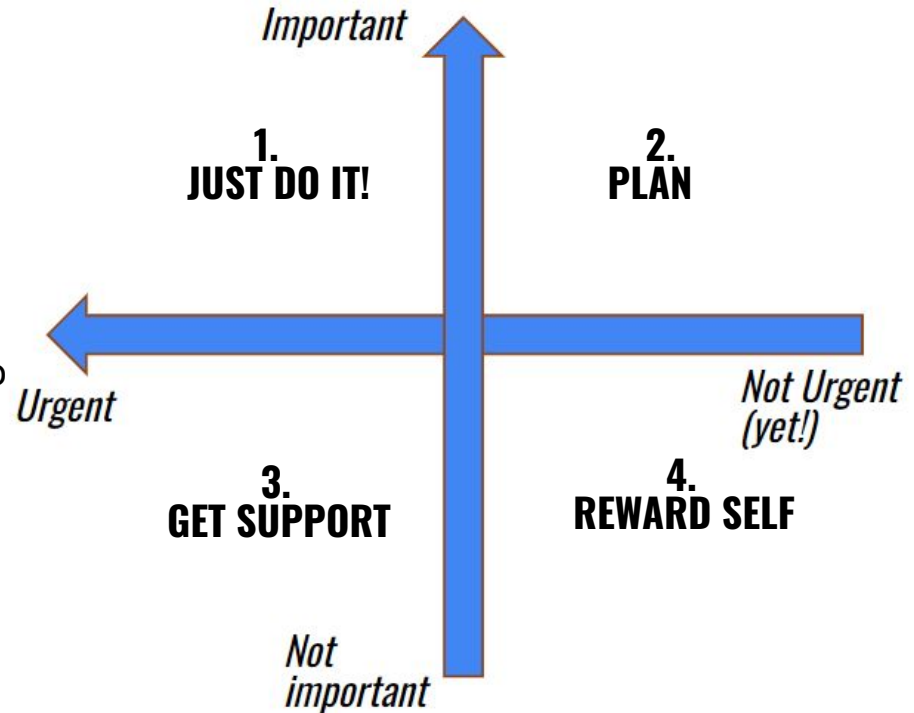 Important
1.
JUST DO IT!
2.
PLAN
Urgent
Not Urgent
(yet!)
3.
GET SUPPORT
4.
REWARD SELF
Not
important